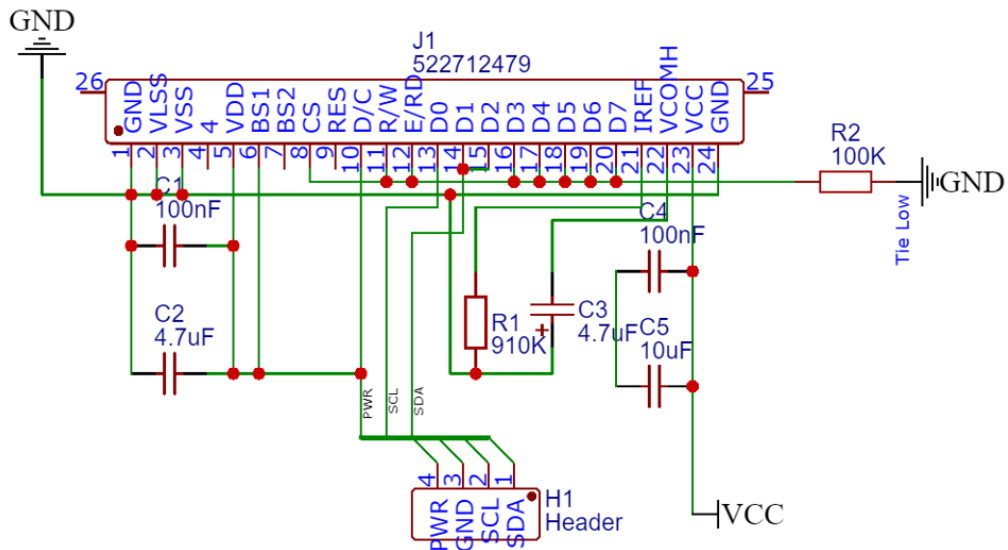 GND
J1
522712479
26
25
GND
VLSS
VSS
4
VDD
BS1
BS2
CS
RES
D/C
R/W
E/RD
D0
D1
D2
D3
D4
D5
D6
D7
IREF
VCOMH
VCC
GND
1
2
3
4
5
6
7
8
9
10
11
12
13
14
15
16
17
18
19
20
21
22
23
24
R2
100K
GND
Tie Low
C1
100nF
C4
100nF
C2
4.7uF
R1
910K
+
C3
4.7uF
C5
10uF
PWR
SCL
SDA
4
3
2
1
PWR
GND
SCL
SDA
H1
Header
VCC